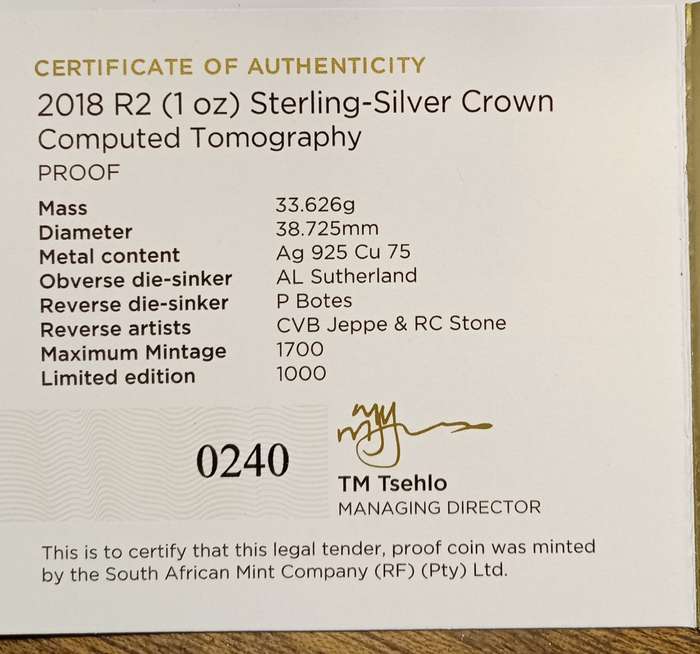 CERTIFICATE OF AUTHENTICITY
2018 R2 (1 oz) Sterling-Silver Crown
Computed Tomography
PROOF
Mass 33.626g
Diameter 38.725mm
Metal content Ag 925 Cu 75
Obverse die-sinker AL Sutherland
Reverse die-sinker P Botes
Reverse artists CVB Jeppe & RC Stone
Maximum Mintage 1700
Limited edition 1000
0240
TM Tsehlo
MANAGING DIRECTOR
This is to certify that this legal tender, proof coin was minted
by the South African Mint Company (RF) (Pty) Ltd.